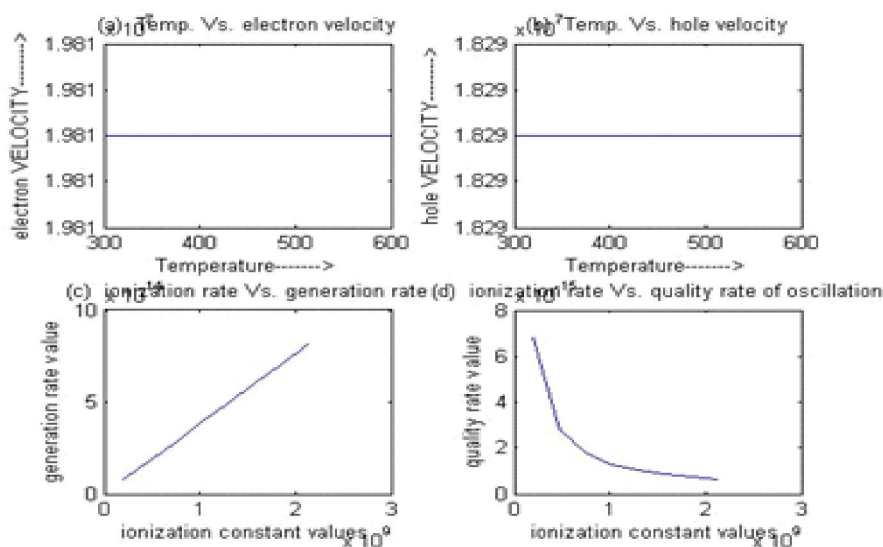 (a) Temp. Vs. electron velocity
1.981
1.981
1.981
1.981
1.981
electron VELOCITY------->
300 400 500 600
Temperature------->
(b) Temp. Vs. hole velocity
x 10^7
1.829
1.829
1.829
1.829
1.829
hole VELOCITY------->
300 400 500 600
Temperature------->
(c) ionization rate Vs. generation rate
10
5
0
generation rate value
0 1 2 3
ionization constant values
x 10^9
(d) ionization rate Vs. quality rate of oscillation
8
6
4
2
0
quality rate value
0 1 2 3
ionization constant values
x 10^9